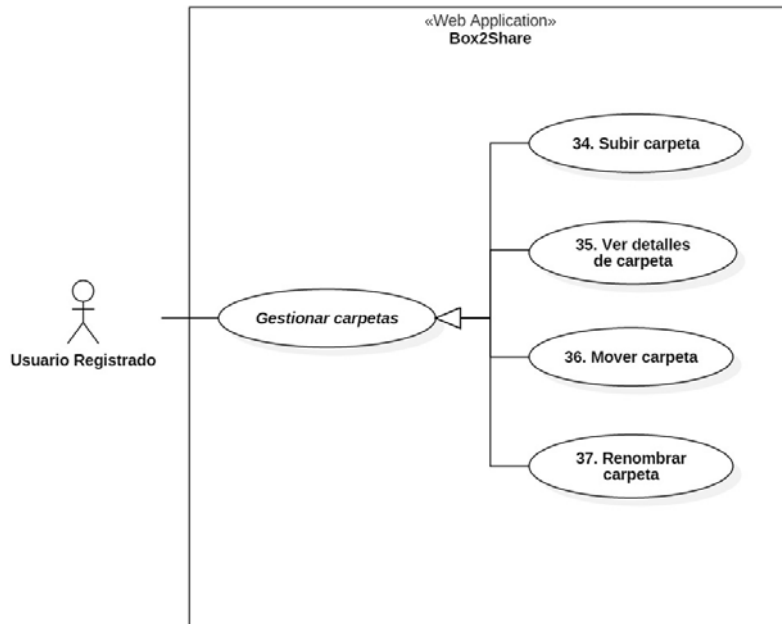 «Web Application»
Box2Share
34. Subir carpeta
35. Ver detalles
de carpeta
Gestionar carpetas
Usuario Registrado
36. Mover carpeta
37. Renombrar
carpeta